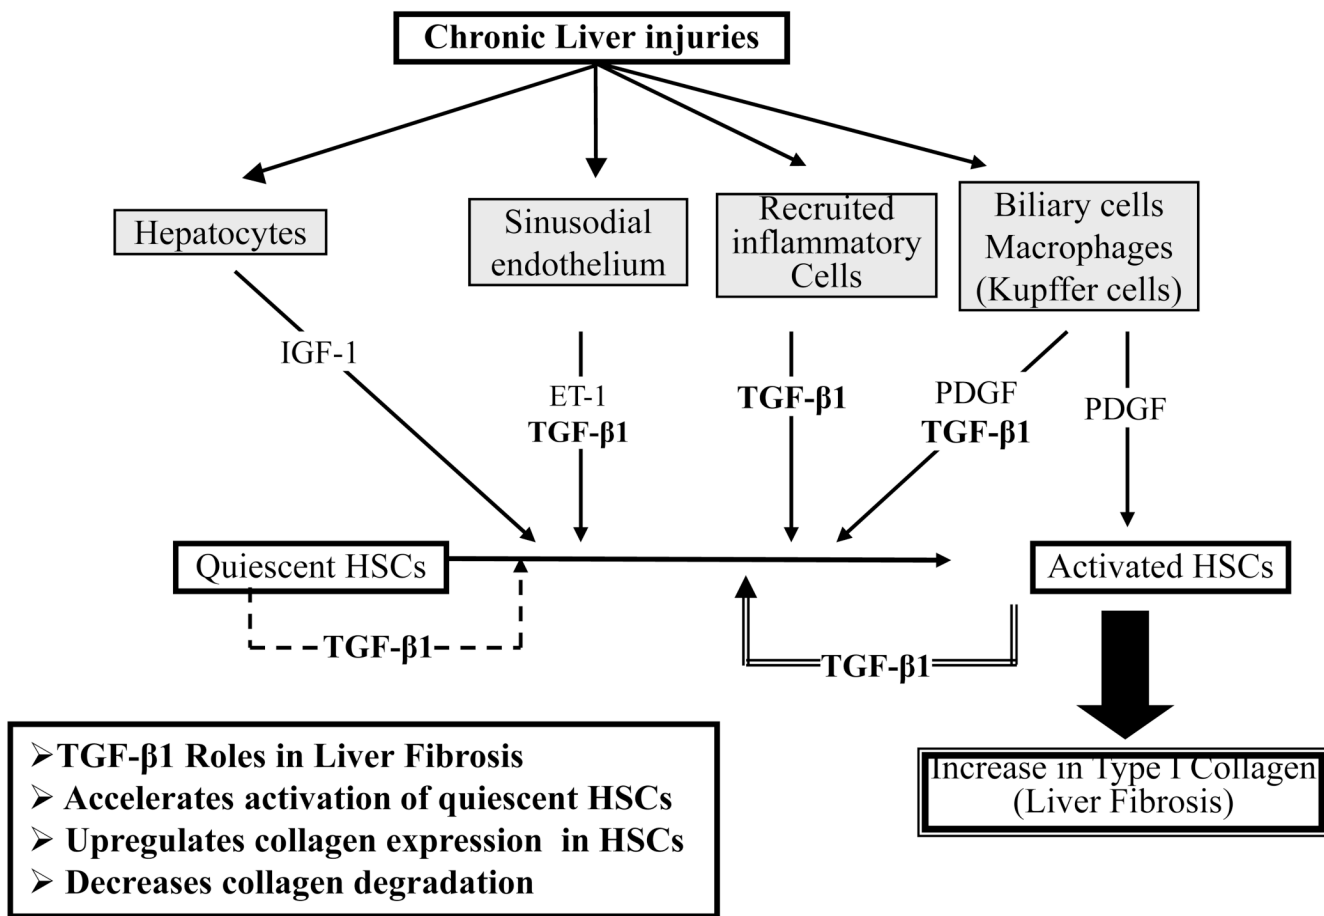 Chronic Liver injuries
Hepatocytes
Sinusodial
endothelium
Recruited
inflammatory
Cells
Biliary cells
Macrophages
(Kupffer cells)
IGF-1
ET-1
TGF-β1
TGF-β1
PDGF
TGF-β1
PDGF
Quiescent HSCs
Activated HSCs
TGF-β1
TGF-β1
➢TGF-β1 Roles in Liver Fibrosis
➢ Accelerates activation of quiescent HSCs
➢ Upregulates collagen expression in HSCs
➢ Decreases collagen degradation
Increase in Type I Collagen
(Liver Fibrosis)